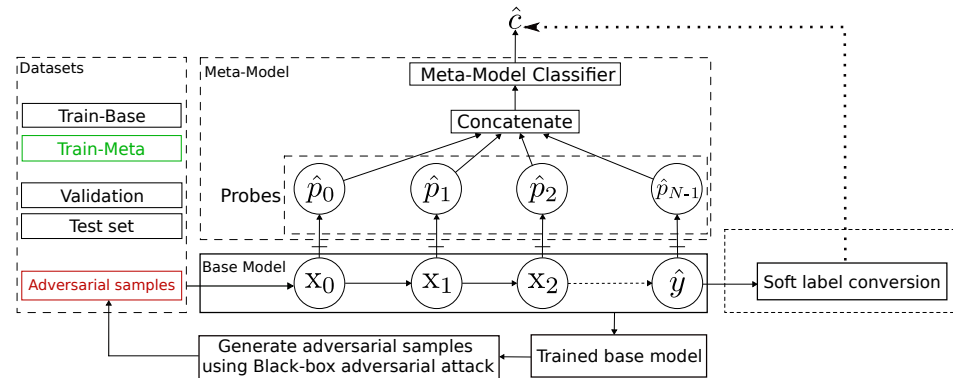 ĉ
Datasets
Meta-Model
Meta-Model Classifier
Train-Base
Concatenate
Train-Meta
Validation
Probes
p̂₀
p̂₁
p̂₂
p̂_{N-1}
Test set
Base Model
Adversarial samples
x₀
x₁
x₂
ŷ
Soft label conversion
Generate adversarial samples
using Black-box adversarial attack
Trained base model